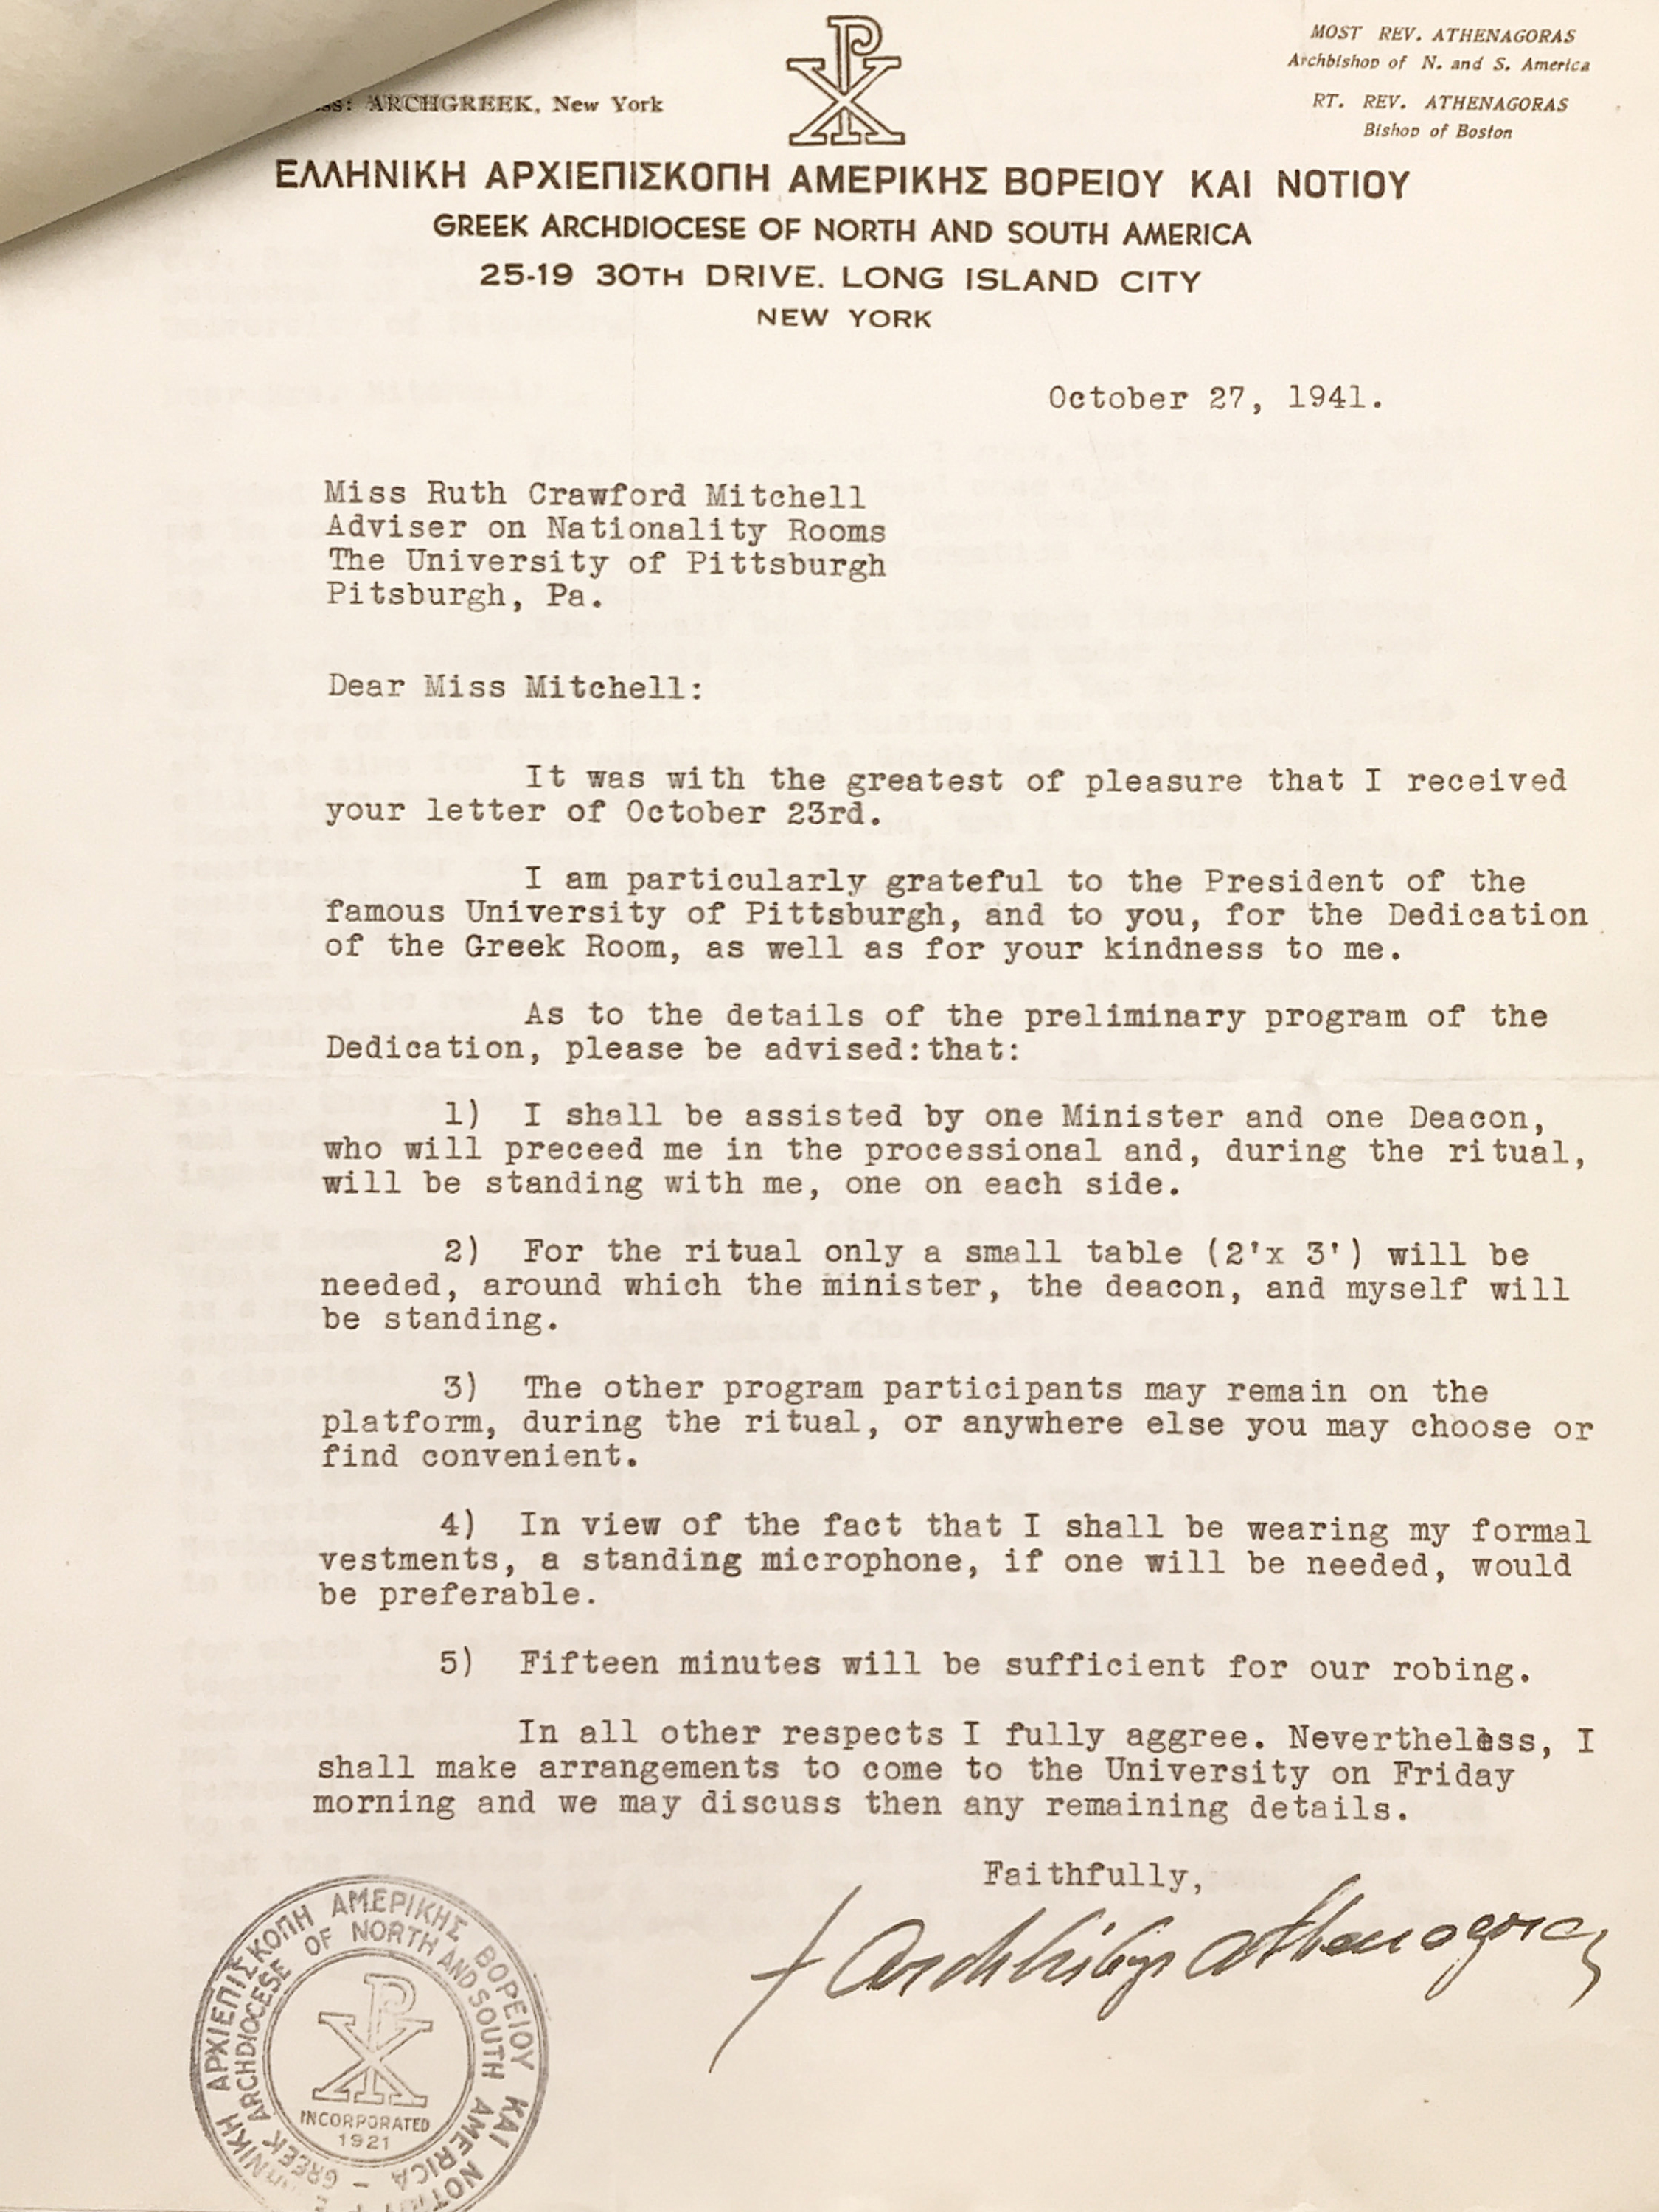 ARCHGREEK, New York
MOST REV. ATHENAGORAS
Archbishop of N. and S. America
RT. REV. ATHENAGORAS
Bishop of Boston
ΕΛΛΗΝΙΚΗ ΑΡΧΙΕΠΙΣΚΟΠΗ ΑΜΕΡΙΚΗΣ ΒΟΡΕΙΟΥ ΚΑΙ ΝΟΤΙΟΥ
GREEK ARCHDIOCESE OF NORTH AND SOUTH AMERICA
25-19 30TH DRIVE. LONG ISLAND CITY
NEW YORK
October 27, 1941.
Miss Ruth Crawford Mitchell
Adviser on Nationality Rooms
The University of Pittsburgh
Pitsburgh, Pa.
Dear Miss Mitchell:
It was with the greatest of pleasure that I received
your letter of October 23rd.
I am particularly grateful to the President of the
famous University of Pittsburgh, and to you, for the Dedication
of the Greek Room, as well as for your kindness to me.
As to the details of the preliminary program of the
Dedication, please be advised:that:
1) I shall be assisted by one Minister and one Deacon,
who will preceed me in the processional and, during the ritual,
will be standing with me, one on each side.
2) For the ritual only a small table (2'x 3') will be
needed, around which the minister, the deacon, and myself will
be standing.
3) The other program participants may remain on the
platform, during the ritual, or anywhere else you may choose or
find convenient.
4) In view of the fact that I shall be wearing my formal
vestments, a standing microphone, if one will be needed, would
be preferable.
5) Fifteen minutes will be sufficient for our robing.
In all other respects I fully aggree. Nevertheless, I
shall make arrangements to come to the University on Friday
morning and we may discuss then any remaining details.
Faithfully,
Archbishop Athenagoras
ΑΡΧΙΕΠΙΣΚΟΠΗ ΑΜΕΡΙΚΗΣ ΒΟΡΕΙΟΥ ΚΑΙ ΝΟΤΙΟΥ
GREEK ARCHDIOCESE OF NORTH AND SOUTH AMERICA
INCORPORATED
1921